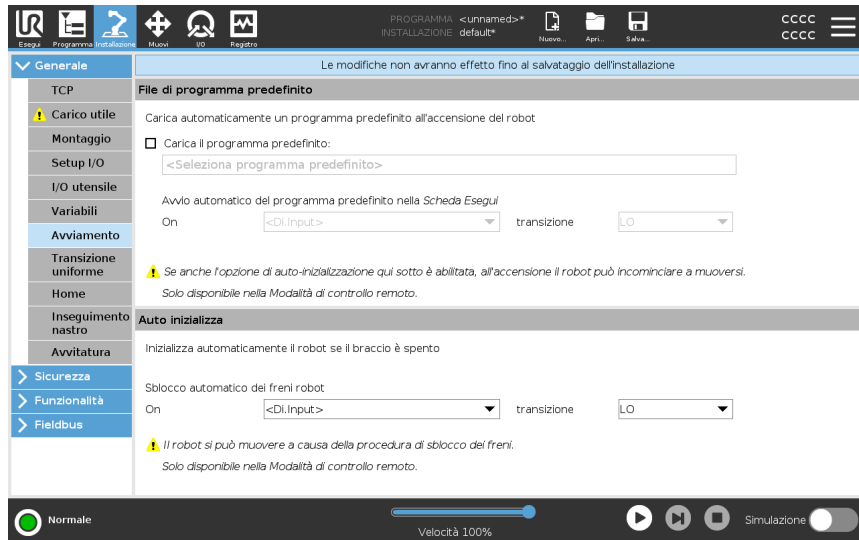 PROGRAMMA <unnamed>*
INSTALLAZIONE default*
Esegui
Programma
Installazione
Muovi
I/O
Registro
Nuovo...
Apri...
Salva...
CCCC
CCCC
Generale
TCP
Carico utile
Montaggio
Setup I/O
I/O utensile
Variabili
Avviamento
Transizione
uniforme
Home
Inseguimento
nastro
Avvitatura
Sicurezza
Funzionalità
Fieldbus
Le modifiche non avranno effetto fino al salvataggio dell'installazione
File di programma predefinito
Carica automaticamente un programma predefinito all'accensione del robot
Carica il programma predefinito:
<Seleziona programma predefinito>
Avvio automatico del programma predefinito nella Scheda Esegui
On <Di.Input> transizione LO
Se anche l'opzione di auto-inizializzazione qui sotto è abilitata, all'accensione il robot può incominciare a muoversi.
Solo disponibile nella Modalità di controllo remoto.
Auto inizializza
Inizializza automaticamente il robot se il braccio è spento
Sblocco automatico dei freni robot
On <Di.Input> transizione LO
Il robot si può muovere a causa della procedura di sblocco dei freni.
Solo disponibile nella Modalità di controllo remoto.
Normale
Velocità 100%
Simulazione